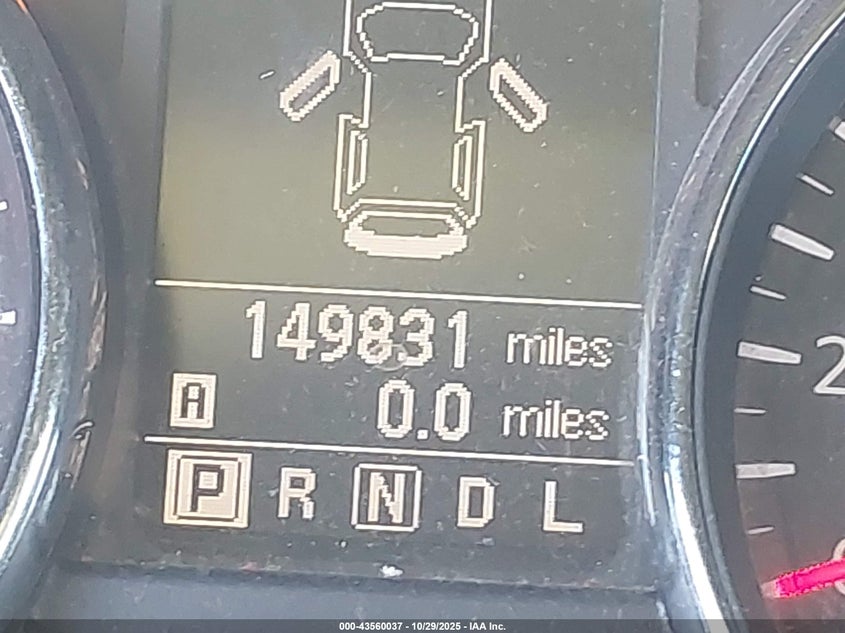 149831 miles
A 0.0 miles
P R N D L
2
000-43560037 - 10/29/2025 - IAA Inc.